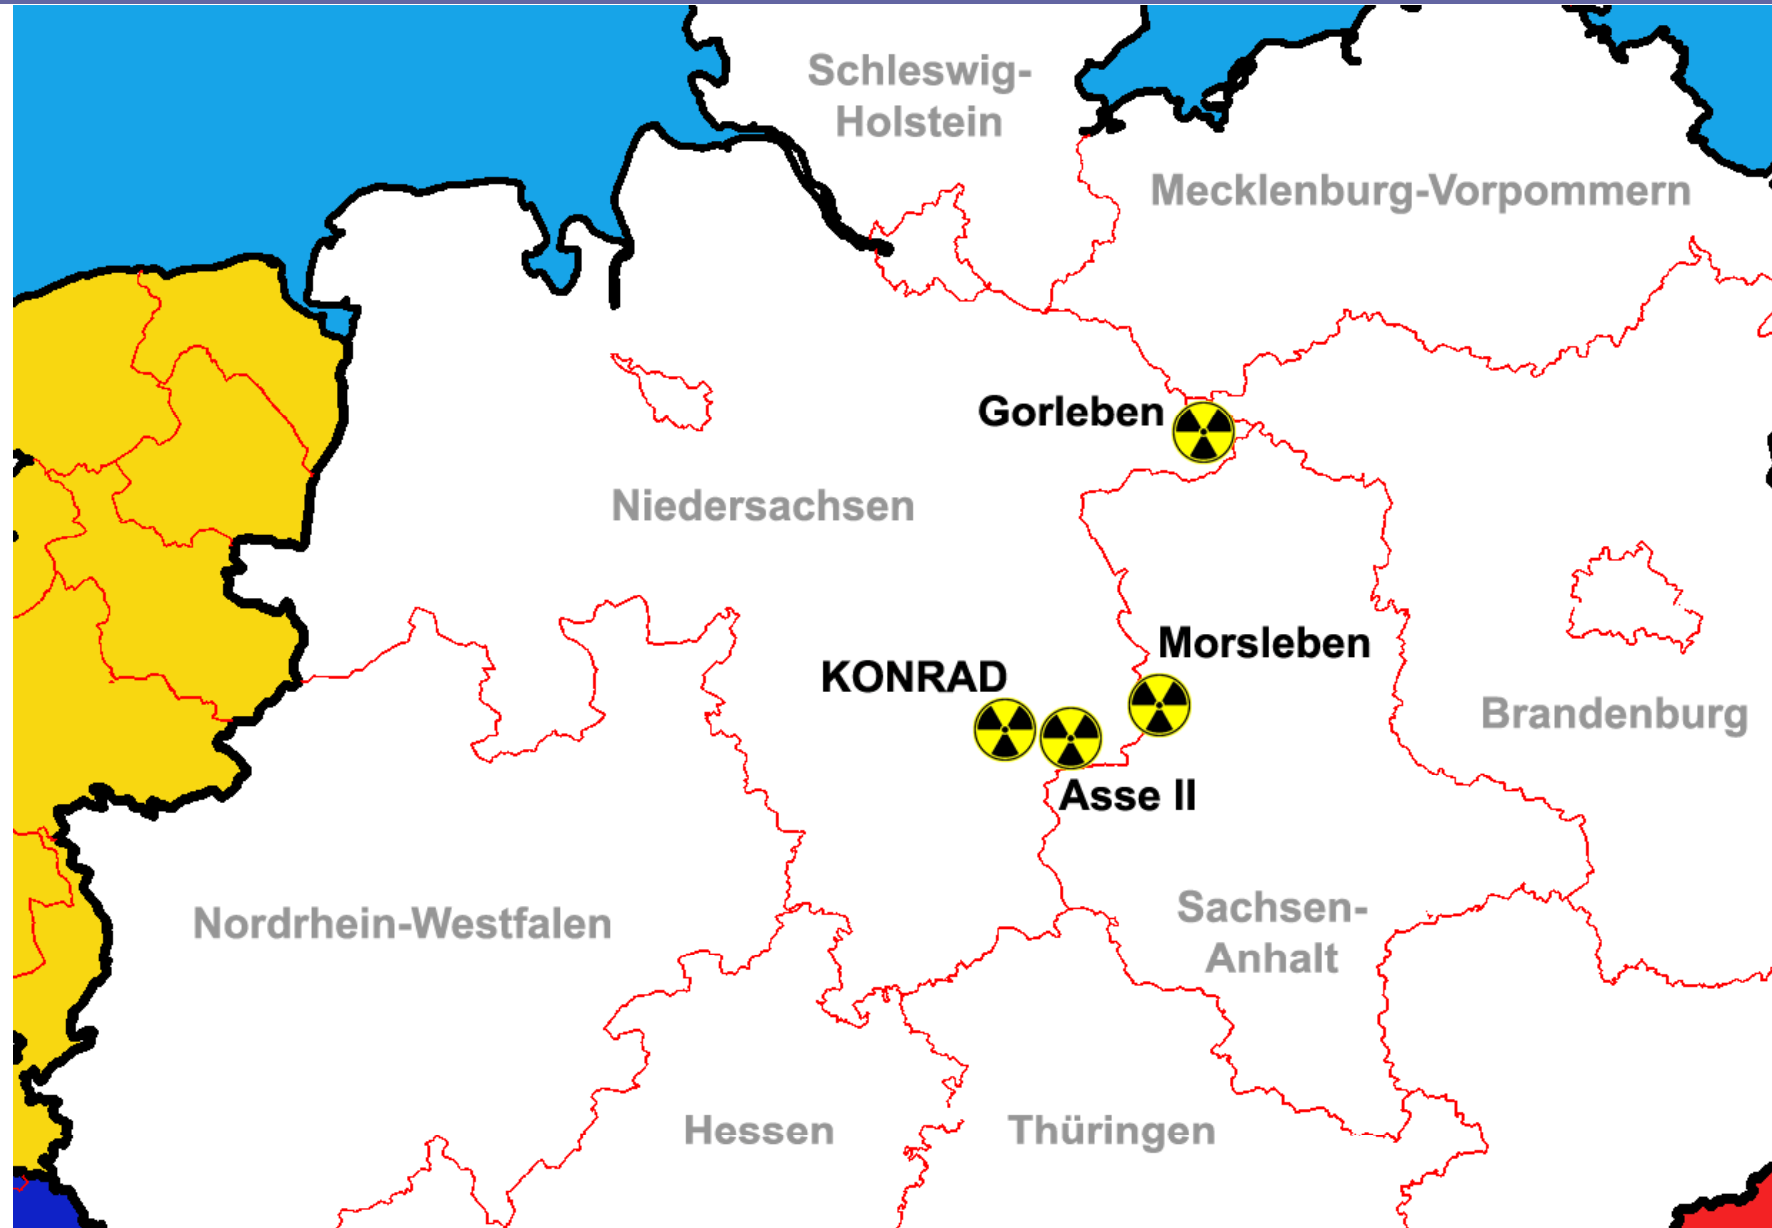 Schleswig-
Holstein
Mecklenburg-Vorpommern
Gorleben
Niedersachsen
Morsleben
KONRAD
Brandenburg
Asse II
Nordrhein-Westfalen
Sachsen-
Anhalt
Hessen
Thüringen